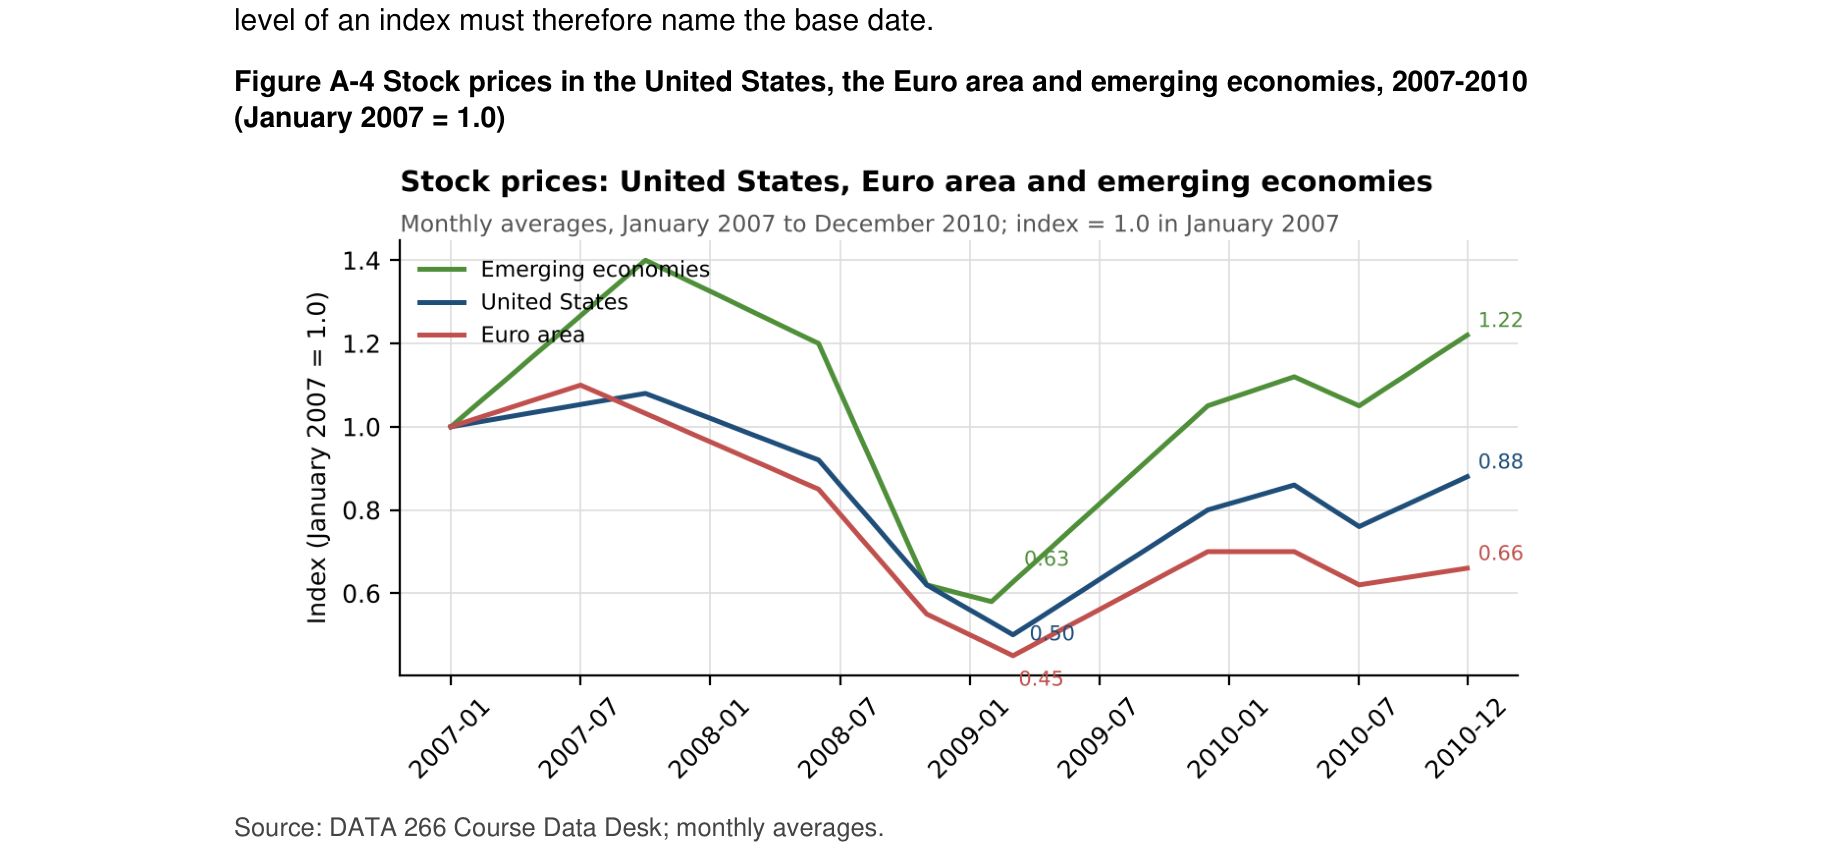 level of an index must therefore name the base date.
Figure A-4 Stock prices in the United States, the Euro area and emerging economies, 2007-2010
(January 2007 = 1.0)
Stock prices: United States, Euro area and emerging economies
Monthly averages, January 2007 to December 2010; index = 1.0 in January 2007
Index (January 2007 = 1.0)
1.4
1.2
1.0
0.8
0.6
Emerging economies
United States
Euro area
1.22
0.88
0.66
0.63
0.50
0.45
2007-01
2007-07
2008-01
2008-07
2009-01
2009-07
2010-01
2010-07
2010-12
Source: DATA 266 Course Data Desk; monthly averages.